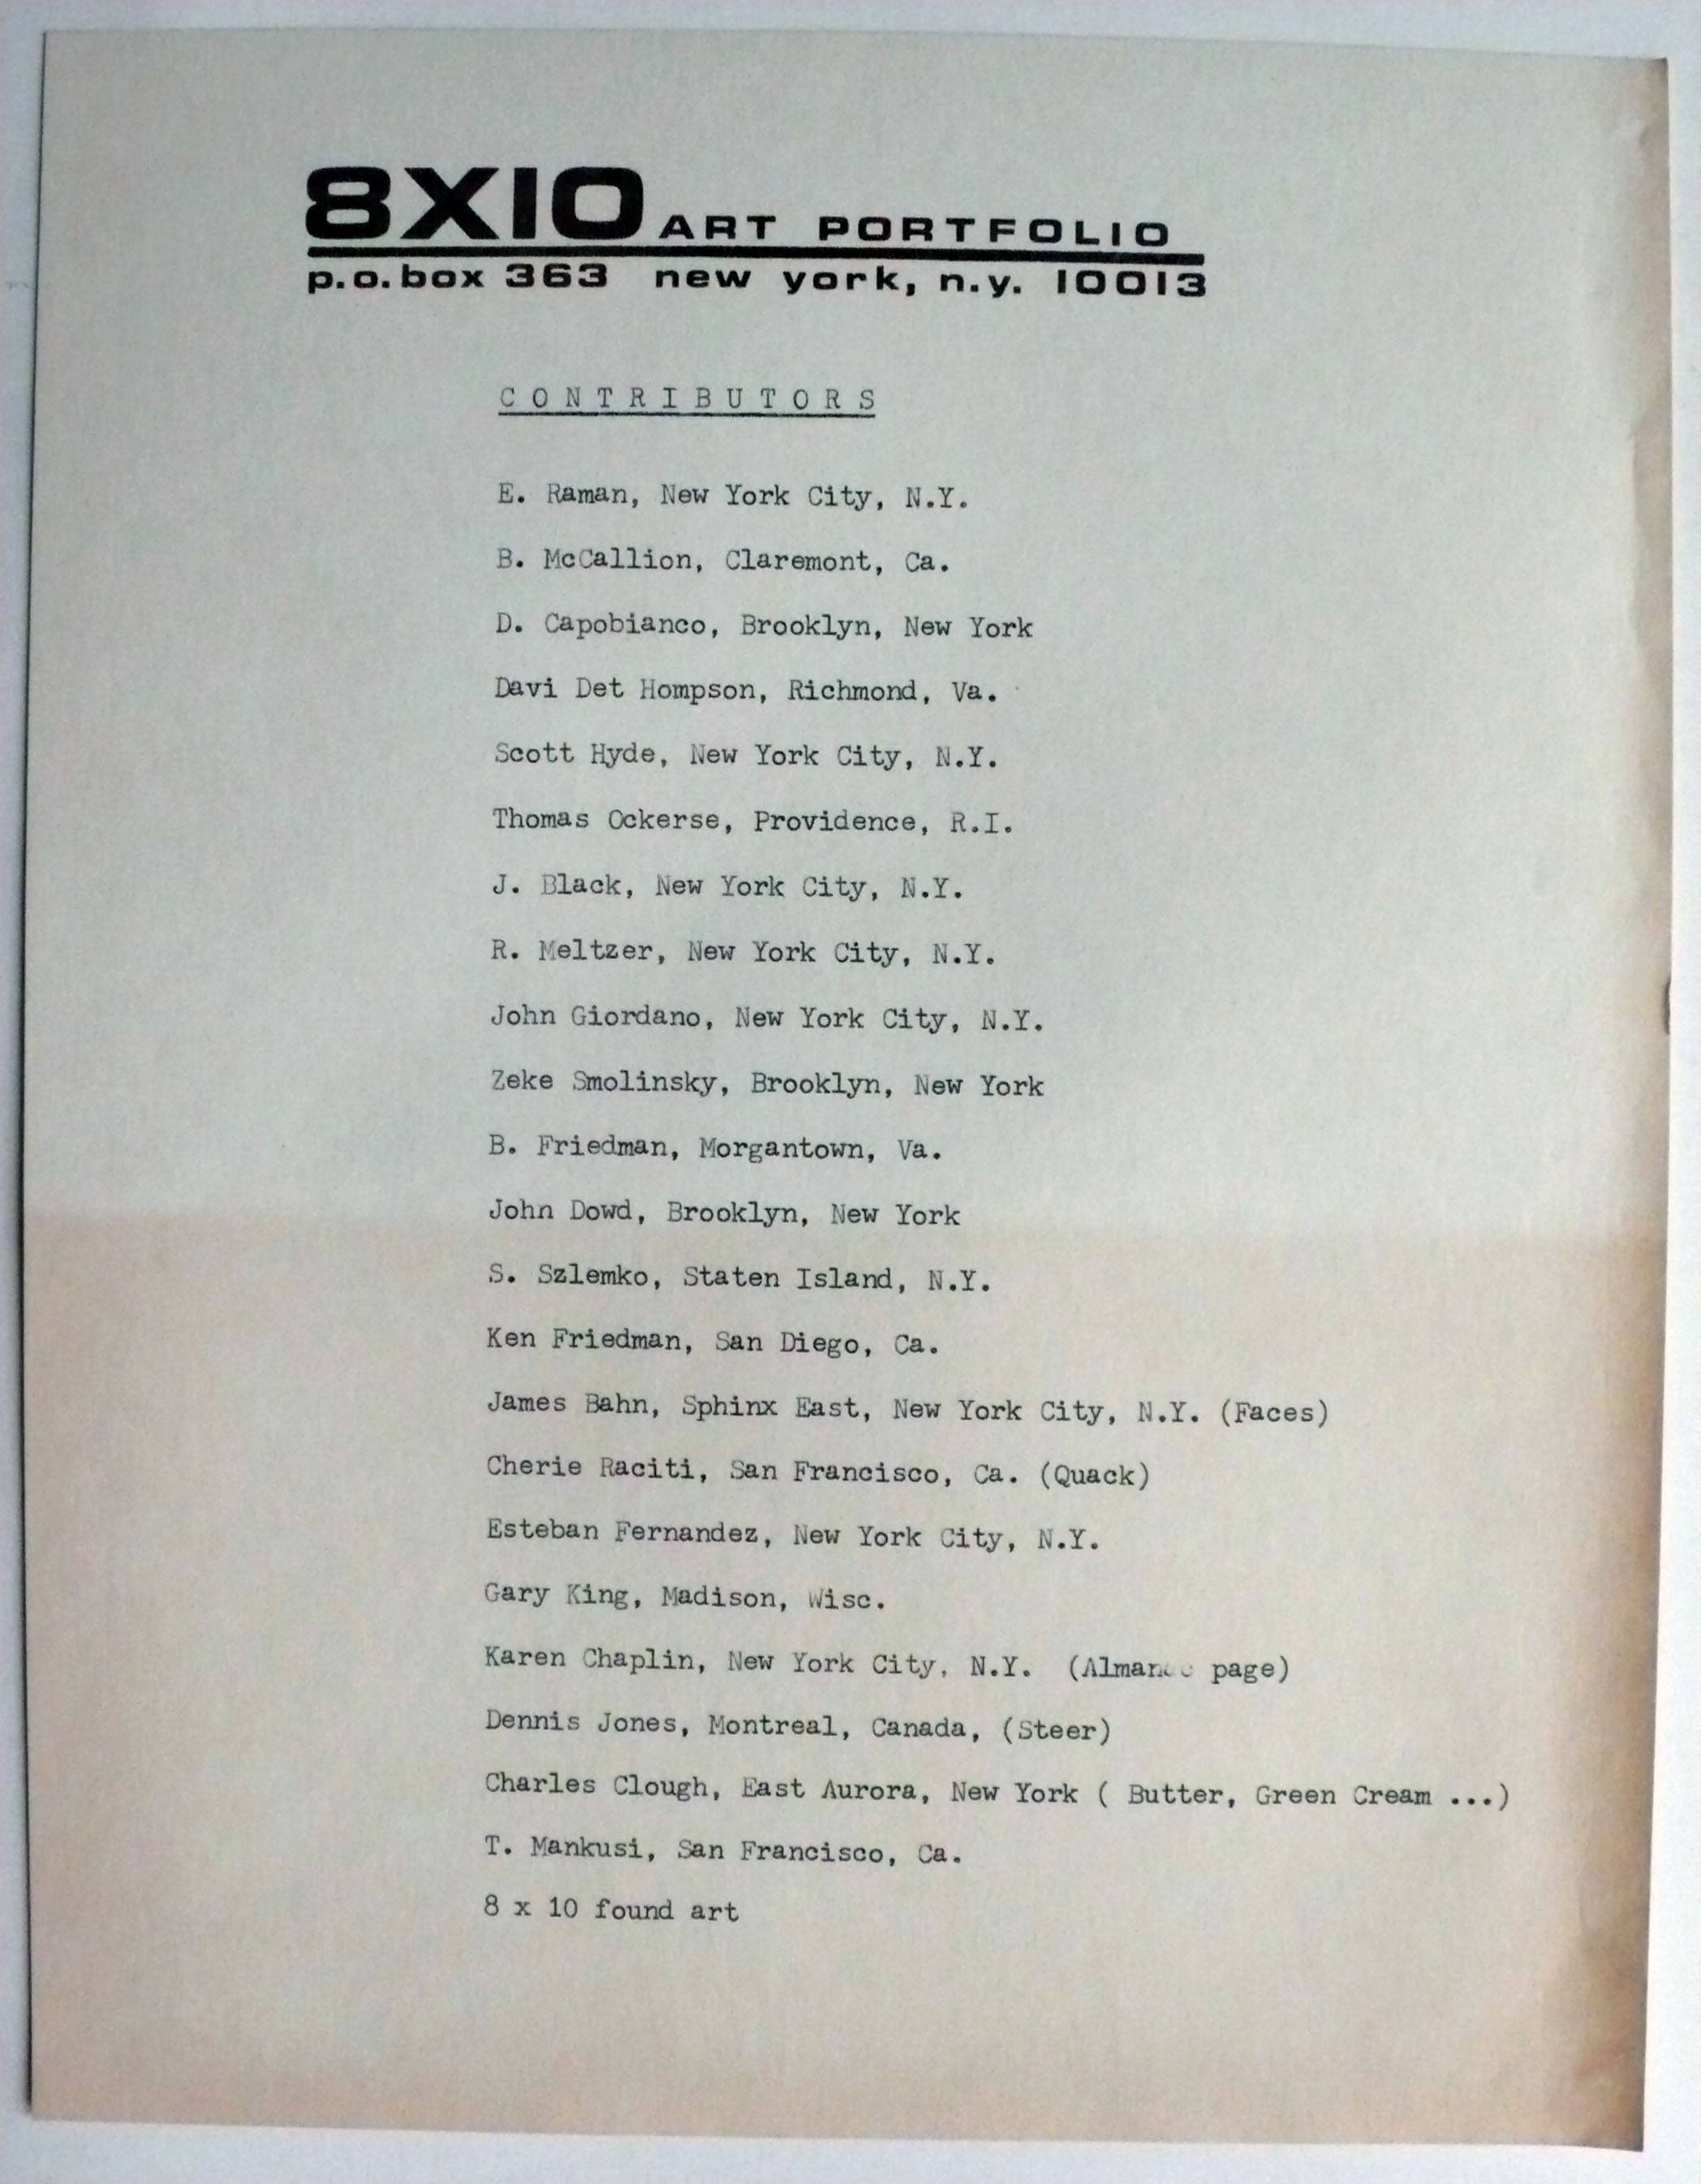 8X10 ART PORTFOLIO
p.o. box 363 new york, n.y. 10013
CONTRIBUTORS
E. Raman, New York City, N.Y.
B. McCallion, Claremont, Ca.
D. Capobianco, Brooklyn, New York
Davi Det Hompson, Richmond, Va.
Scott Hyde, New York City, N.Y.
Thomas Ockerse, Providence, R.I.
J. Black, New York City, N.Y.
R. Meltzer, New York City, N.Y.
John Giordano, New York City, N.Y.
Zeke Smolinsky, Brooklyn, New York
B. Friedman, Morgantown, Va.
John Dowd, Brooklyn, New York
S. Szlemko, Staten Island, N.Y.
Ken Friedman, San Diego, Ca.
James Bahn, Sphinx East, New York City, N.Y. (Faces)
Cherie Raciti, San Francisco, Ca. (Quack)
Esteban Fernandez, New York City, N.Y.
Gary King, Madison, Wisc.
Karen Chaplin, New York City, N.Y. (Almanac page)
Dennis Jones, Montreal, Canada, (Steer)
Charles Clough, East Aurora, New York ( Butter, Green Cream ...)
T. Mankusi, San Francisco, Ca.
8 x 10 found art